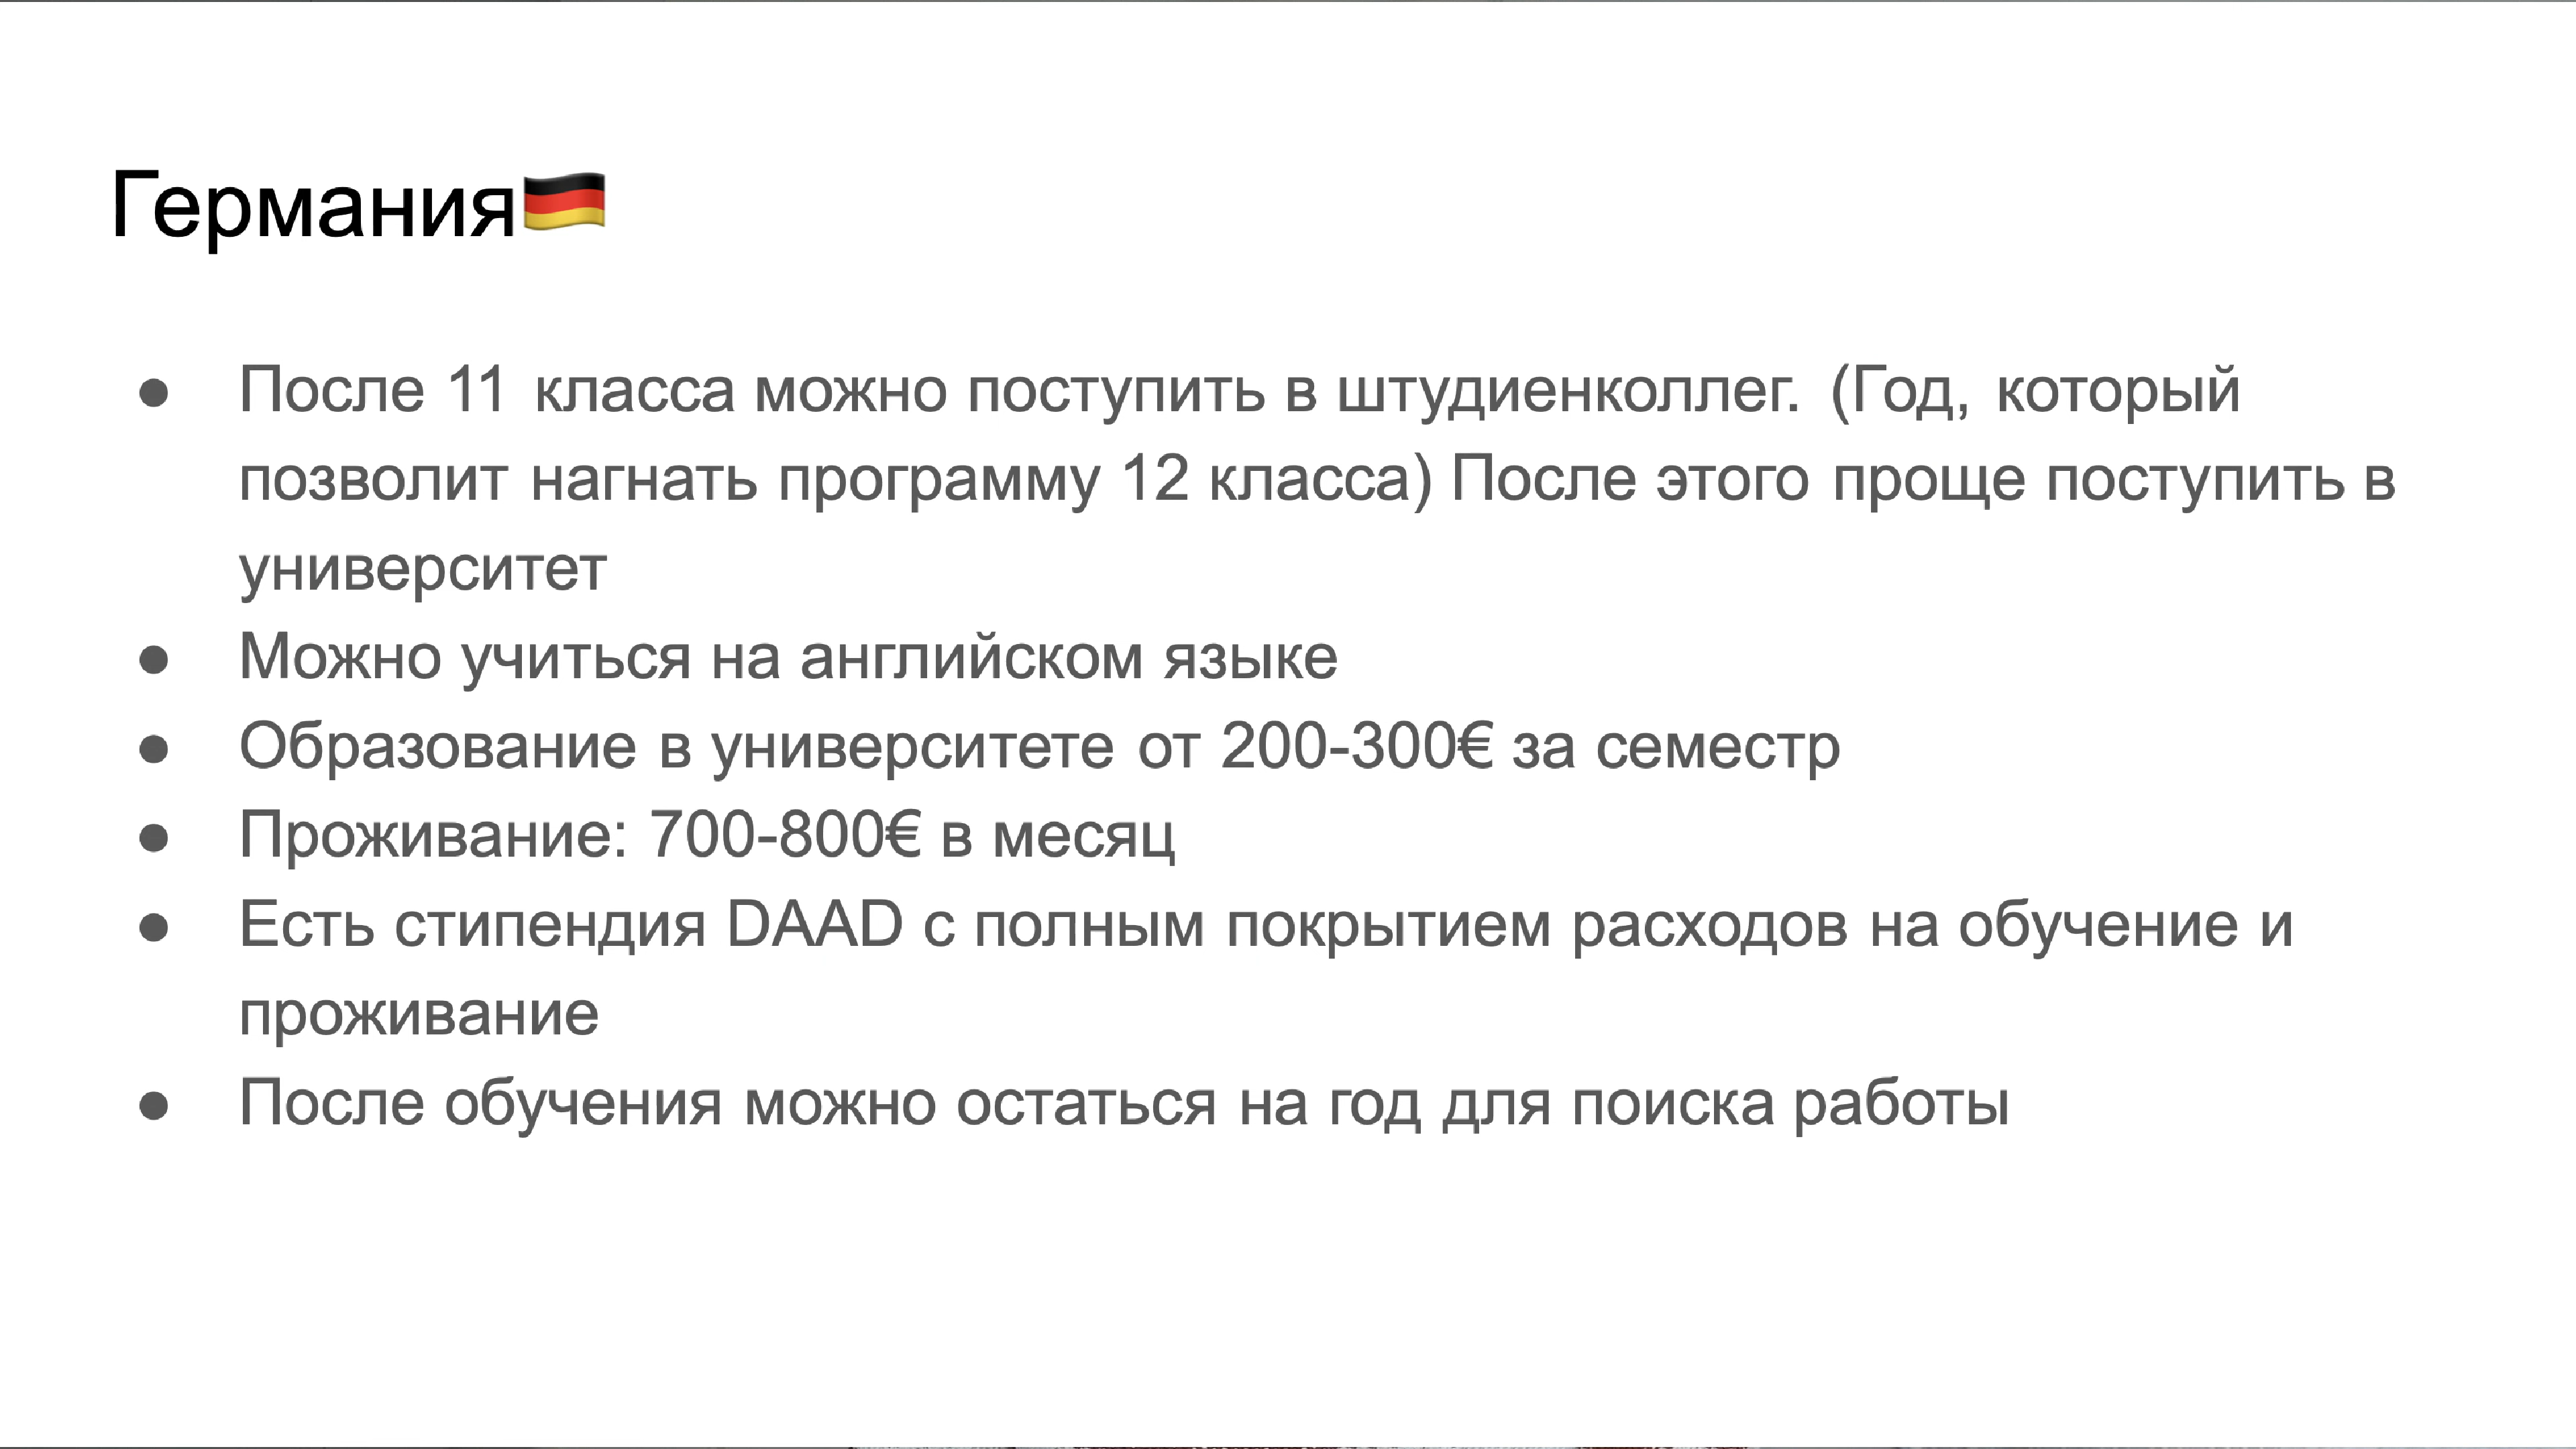 Германия🇩🇪
● После 11 класса можно поступить в штудиенколлег. (Год, который
позволит нагнать программу 12 класса) После этого проще поступить в
университет
● Можно учиться на английском языке
● Образование в университете от 200-300€ за семестр
● Проживание: 700-800€ в месяц
● Есть стипендия DAAD с полным покрытием расходов на обучение и
проживание
● После обучения можно остаться на год для поиска работы